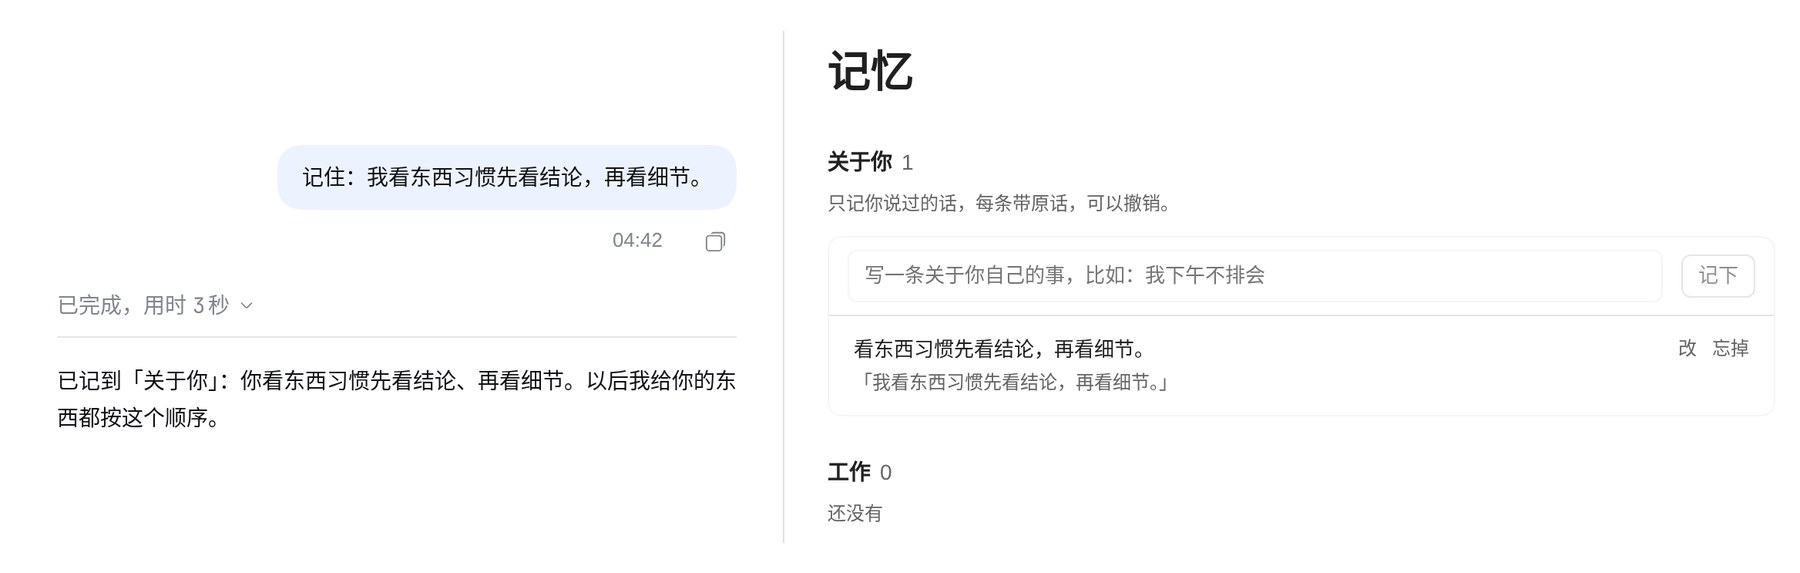 记住：我看东西习惯先看结论，再看细节。
04:42
已完成，用时 3 秒
已记到「关于你」：你看东西习惯先看结论、再看细节。以后我给你的东
西都按这个顺序。
记忆
关于你 1
只记你说过的话，每条带原话，可以撤销。
写一条关于你自己的事，比如：我下午不排会
记下
看东西习惯先看结论，再看细节。
改 忘掉
「我看东西习惯先看结论，再看细节。」
工作 0
还没有